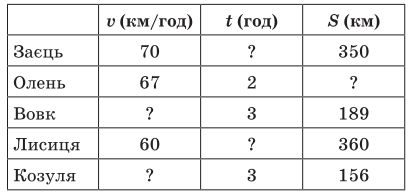 v (км/год) t (год) S (км)
Заєць 70 ? 350
Олень 67 2 ?
Вовк ? 3 189
Лисиця 60 ? 360
Козуля ? 3 156